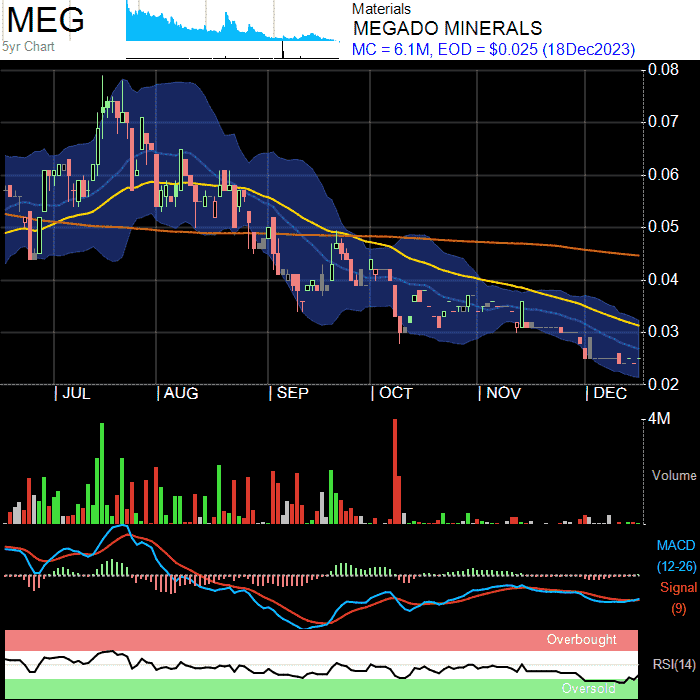 MEG
5yr Chart
Materials
MEGADO MINERALS
MC = 6.1M, EOD = $0.025 (18Dec2023)
0.08
0.07
0.06
0.05
0.04
0.03
0.02
JUL AUG SEP OCT NOV DEC
4M
Volume
MACD
(12-26)
Signal
(9)
Overbought
RSI(14)
Oversold